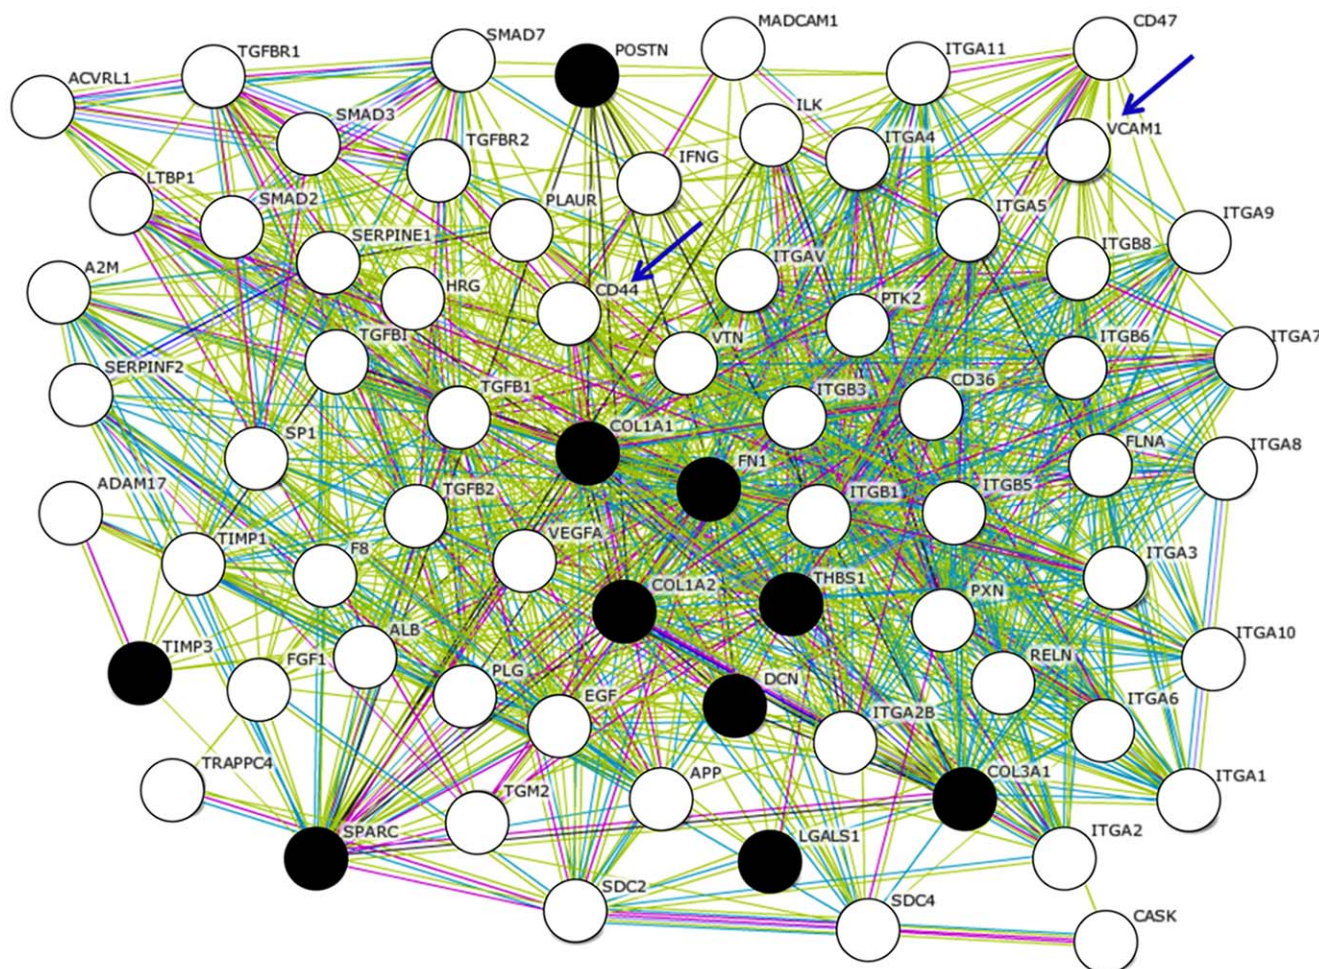 CD47
MADCAM1
SMAD7
TGFBR1
POSTN
ITGA11
ACVRL1
ILK
SMAD3
VCAM1
ITGA4
TGFBR2
IFNG
LTBP1
SMAD2
PLAUR
ITGA5
ITGA9
SERPINE1
ITGB8
ITGAV
A2M
HRG
CD44
PTK2
TGFBI
VTN
ITGB6
ITGA7
SERPINF2
TGFB1
ITGB3
CD36
COL1A1
SP1
FLNA
ITGA8
FN1
ADAM17
TGFB2
ITGB1
ITGB5
VEGFA
TIMP1
F8
ITGA3
COL1A2
THBS1
PXN
ALB
ITGA10
TIMP3
FGF1
PLG
DCN
RELN
EGF
ITGA6
ITGA2B
TRAPPC4
APP
COL3A1
ITGA1
TGM2
SPARC
LGALS1
ITGA2
SDC2
SDC4
CASK